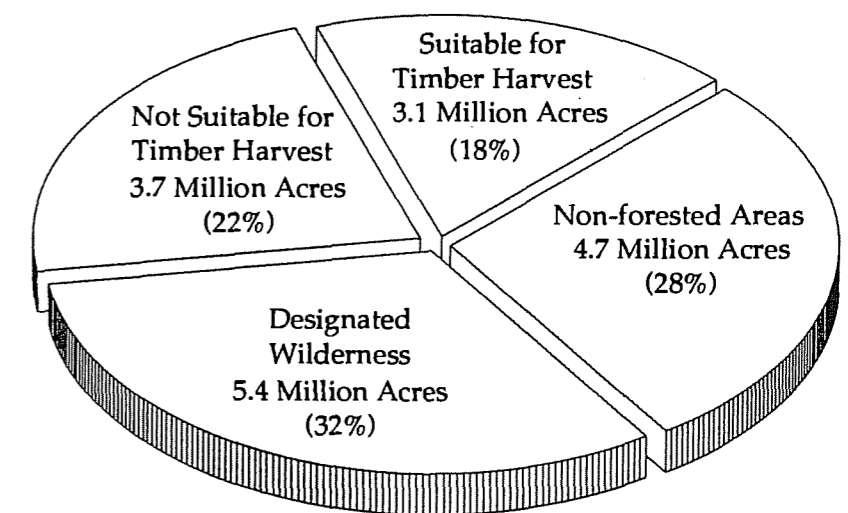 Suitable for
Timber Harvest
3.1 Million Acres
(18%)
Not Suitable for
Timber Harvest
3.7 Million Acres
(22%)
Non-forested Areas
4.7 Million Acres
(28%)
Designated
Wilderness
5.4 Million Acres
(32%)